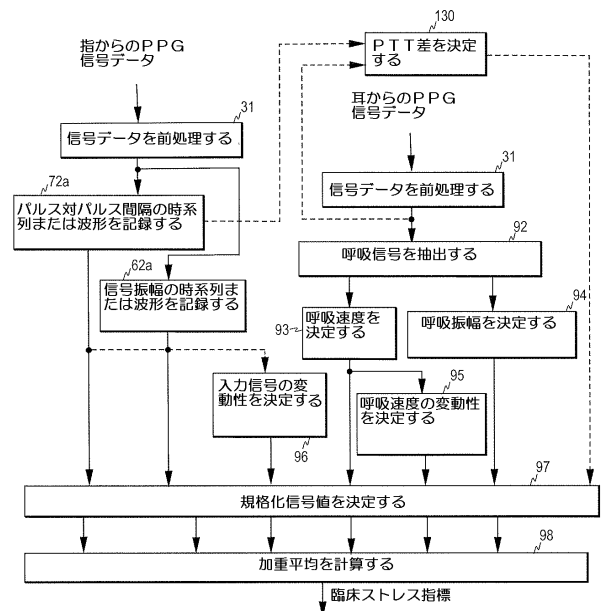 130
指からのＰＰＧ
信号データ
ＰＴＴ差を決定
する
耳からのＰＰＧ
信号データ
31
信号データを前処理する
31
信号データを前処理する
72a
パルス対パルス間隔の時系
列または波形を記録する
92
呼吸信号を抽出する
62a
信号振幅の時系列ま
たは波形を記録する
93
呼吸速度を
決定する
94
呼吸振幅を決定する
入力信号の変
動性を決定する
96
95
呼吸速度の変動性
を決定する
97
規格化信号値を決定する
98
加重平均を計算する
臨床ストレス指標